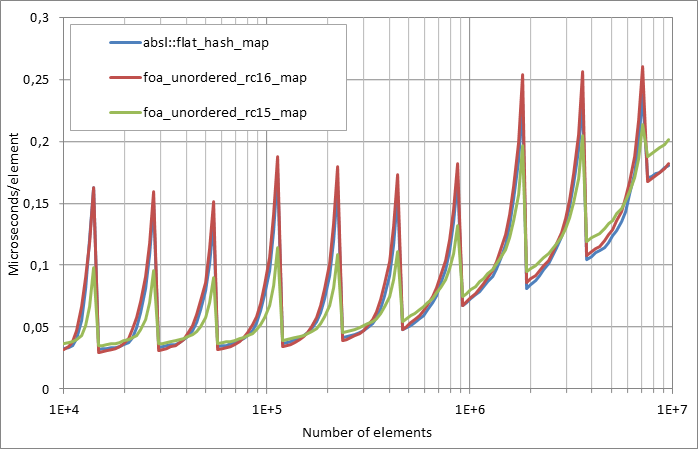 0,3
0,25
0,2
0,15
0,1
0,05
0
Microseconds/element
absl::flat_hash_map
foa_unordered_rc16_map
foa_unordered_rc15_map
1E+4 1E+5 1E+6 1E+7
Number of elements